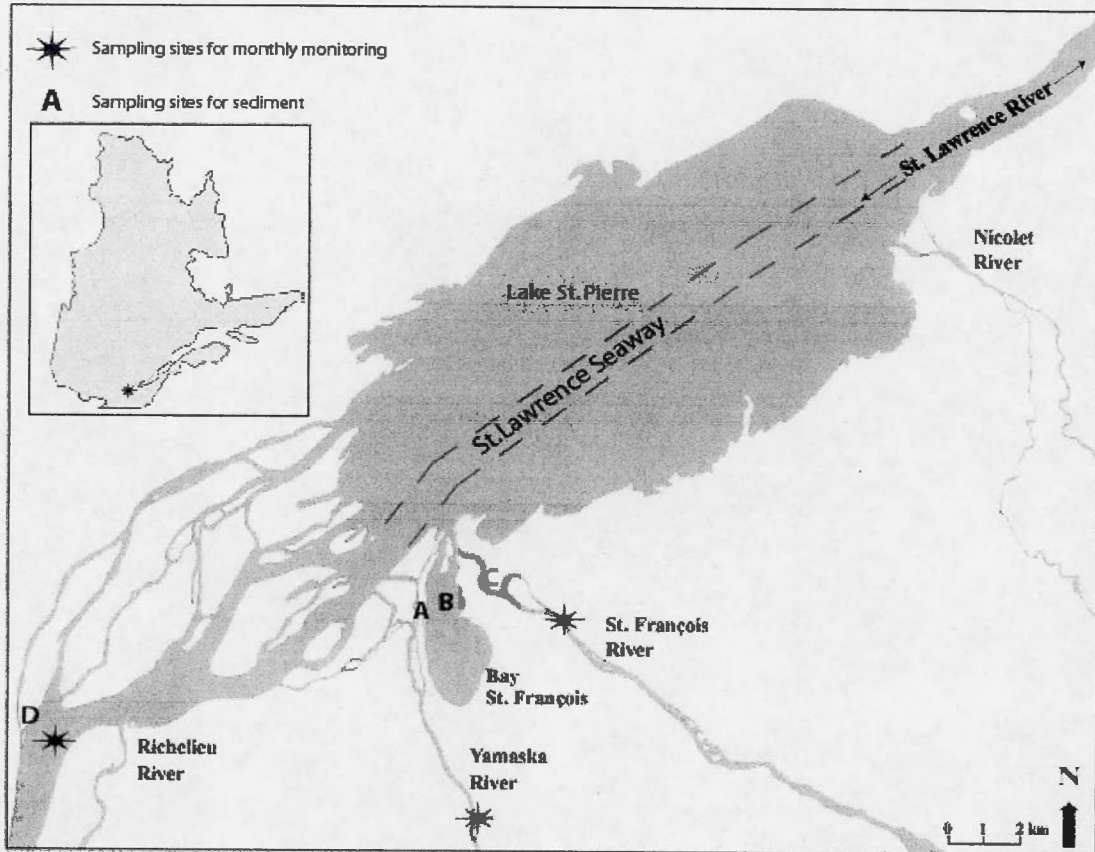 Sampling sites for monthly monitoring
A Sampling sites for sediment
St. Lawrence River
Nicolet
River
Lake St. Pierre
St. Lawrence Seaway
A
B
C
St. François
River
Bay
St. François
D
Richelieu
River
Yamaska
River
N
0 1 2 km